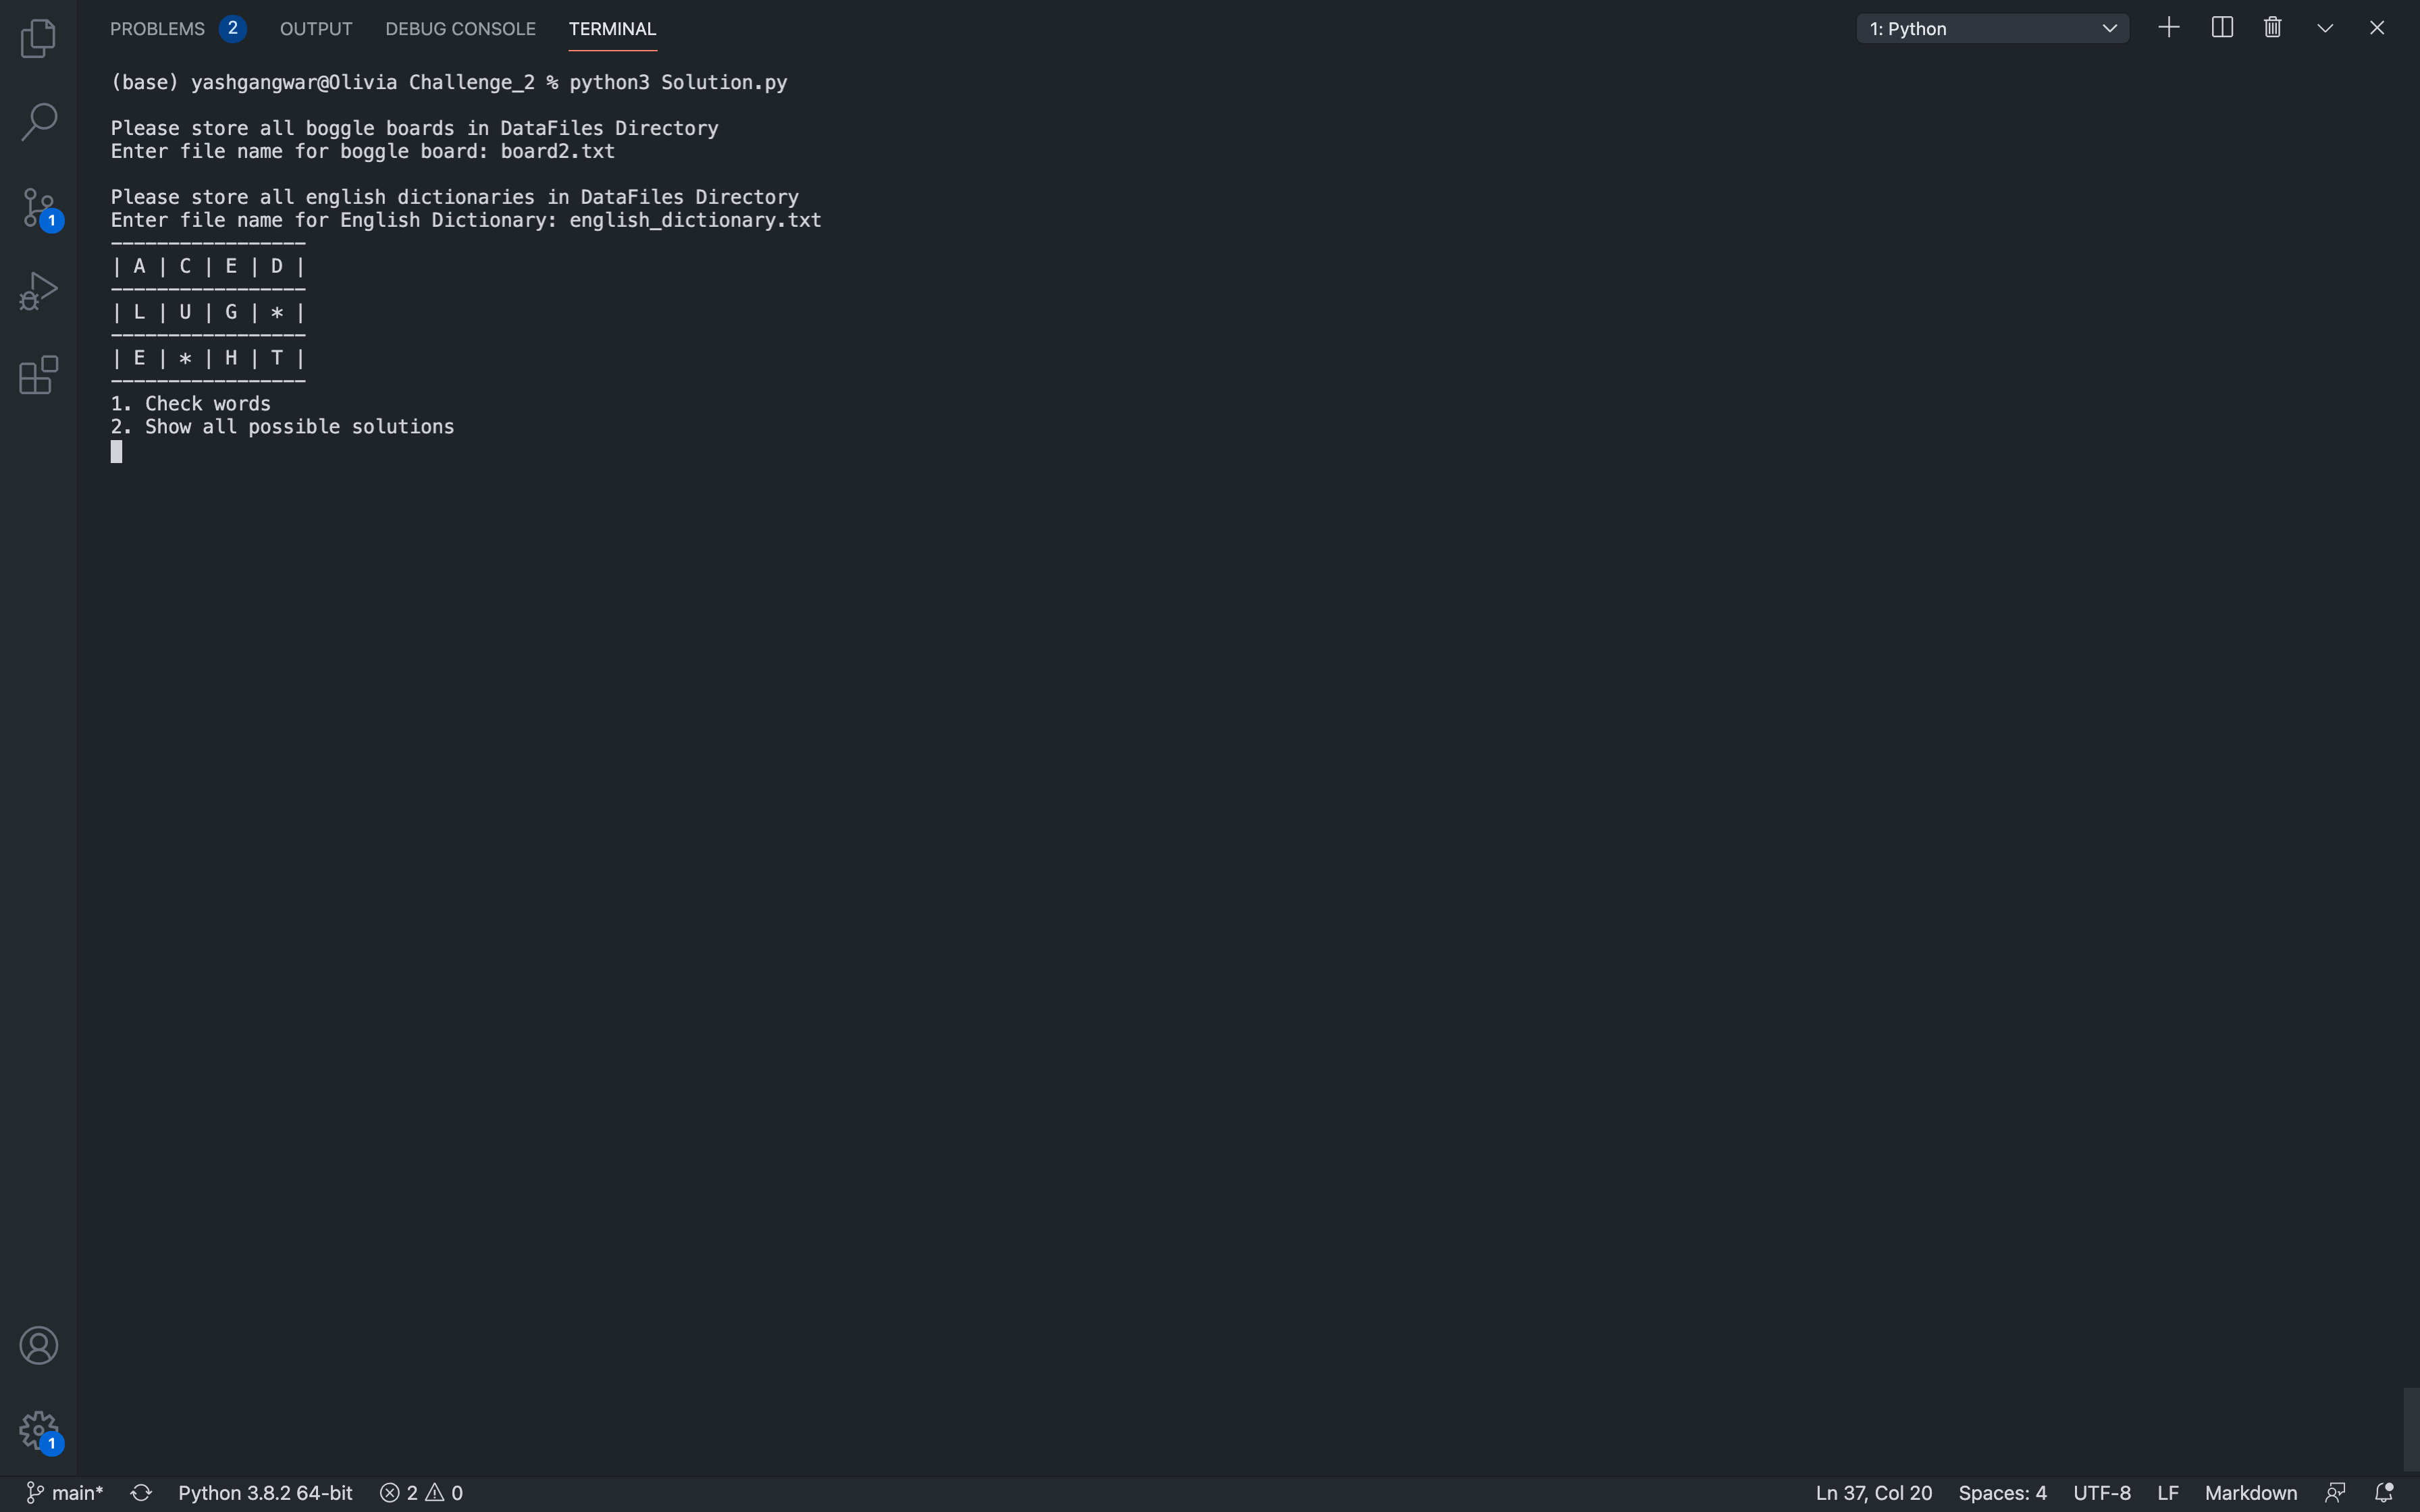 PROBLEMS 2 OUTPUT DEBUG CONSOLE TERMINAL 1: Python
(base) yashgangwar@Olivia Challenge_2 % python3 Solution.py
Please store all boggle boards in DataFiles Directory
Enter file name for boggle board: board2.txt
Please store all english dictionaries in DataFiles Directory
Enter file name for English Dictionary: english_dictionary.txt
-----------------
| A | C | E | D |
-----------------
| L | U | G | * |
-----------------
| E | * | H | T |
-----------------
1. Check words
2. Show all possible solutions
1
1
main* Python 3.8.2 64-bit 2 0 Ln 37, Col 20 Spaces: 4 UTF-8 LF Markdown